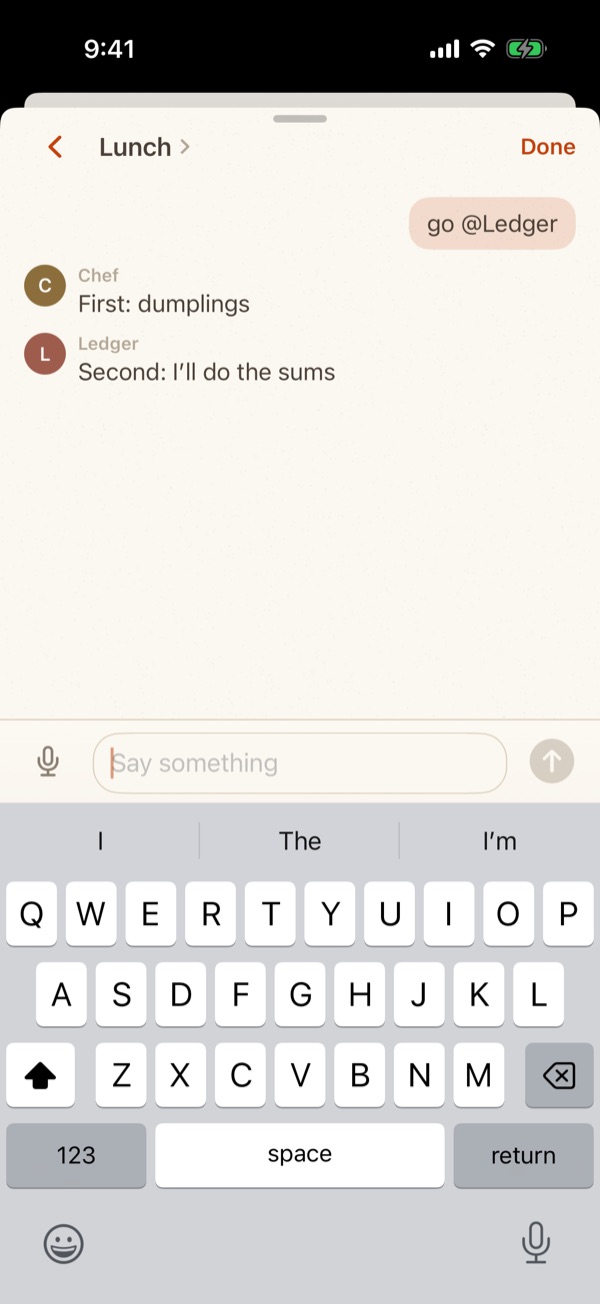 9:41
Lunch
Done
go @Ledger
C
Chef
First: dumplings
L
Ledger
Second: I’ll do the sums
Say something
I
The
I’m
Q W E R T Y U I O P
A S D F G H J K L
Z X C V B N M
123
space
return